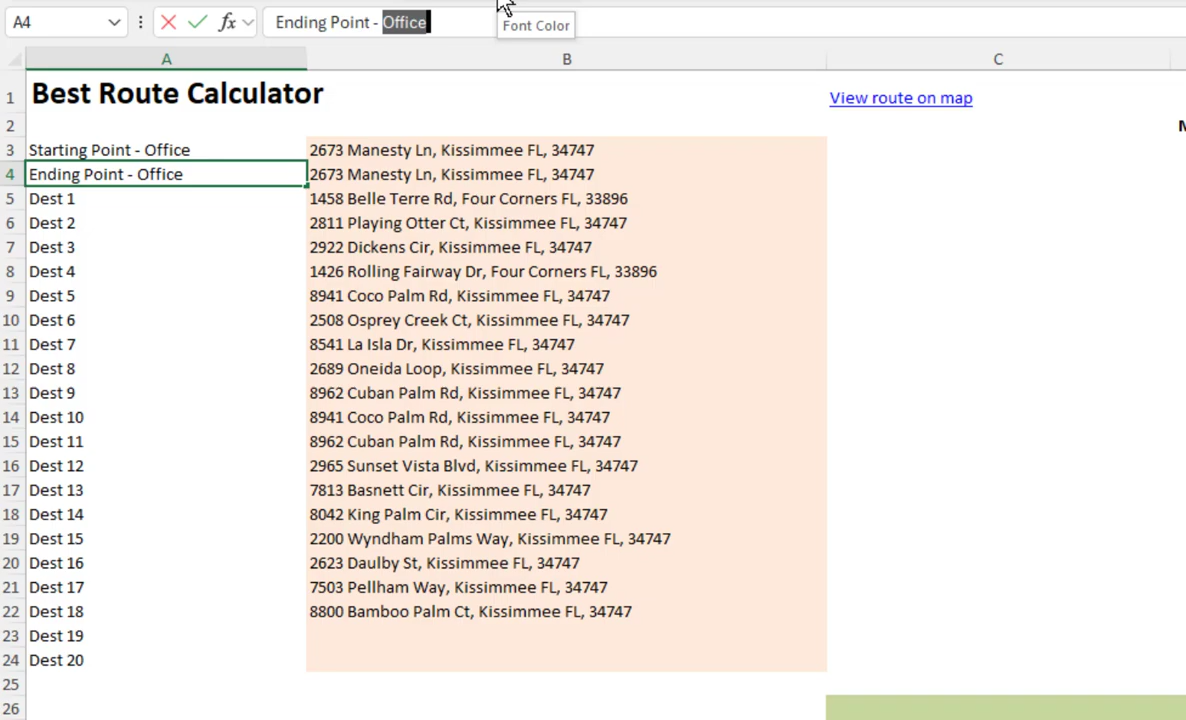 A4 fx Ending Point - Office
Font Color
A B C
1 Best Route Calculator View route on map
2
3 Starting Point - Office 2673 Manesty Ln, Kissimmee FL, 34747
4 Ending Point - Office 2673 Manesty Ln, Kissimmee FL, 34747
5 Dest 1 1458 Belle Terre Rd, Four Corners FL, 33896
6 Dest 2 2811 Playing Otter Ct, Kissimmee FL, 34747
7 Dest 3 2922 Dickens Cir, Kissimmee FL, 34747
8 Dest 4 1426 Rolling Fairway Dr, Four Corners FL, 33896
9 Dest 5 8941 Coco Palm Rd, Kissimmee FL, 34747
10 Dest 6 2508 Osprey Creek Ct, Kissimmee FL, 34747
11 Dest 7 8541 La Isla Dr, Kissimmee FL, 34747
12 Dest 8 2689 Oneida Loop, Kissimmee FL, 34747
13 Dest 9 8962 Cuban Palm Rd, Kissimmee FL, 34747
14 Dest 10 8941 Coco Palm Rd, Kissimmee FL, 34747
15 Dest 11 8962 Cuban Palm Rd, Kissimmee FL, 34747
16 Dest 12 2965 Sunset Vista Blvd, Kissimmee FL, 34747
17 Dest 13 7813 Basnett Cir, Kissimmee FL, 34747
18 Dest 14 8042 King Palm Cir, Kissimmee FL, 34747
19 Dest 15 2200 Wyndham Palms Way, Kissimmee FL, 34747
20 Dest 16 2623 Daulby St, Kissimmee FL, 34747
21 Dest 17 7503 Pellham Way, Kissimmee FL, 34747
22 Dest 18 8800 Bamboo Palm Ct, Kissimmee FL, 34747
23 Dest 19
24 Dest 20
25
26